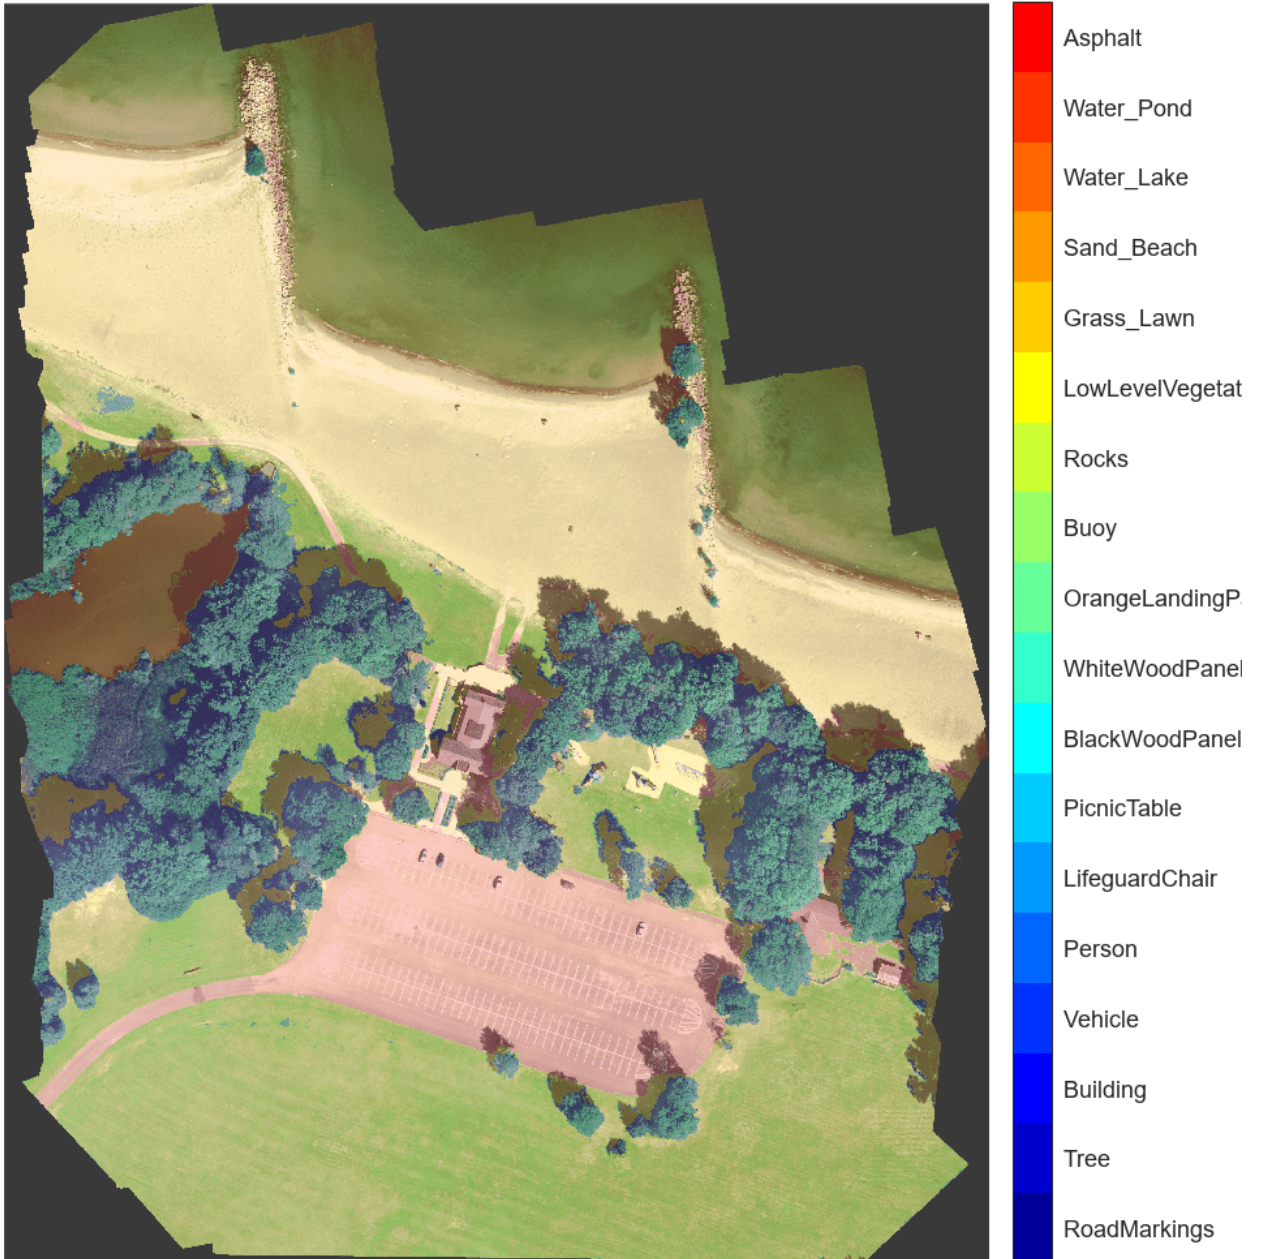 Asphalt
Water_Pond
Water_Lake
Sand_Beach
Grass_Lawn
LowLevelVegetat
Rocks
Buoy
OrangeLandingP
WhiteWoodPanel
BlackWoodPanel
PicnicTable
LifeguardChair
Person
Vehicle
Building
Tree
RoadMarkings